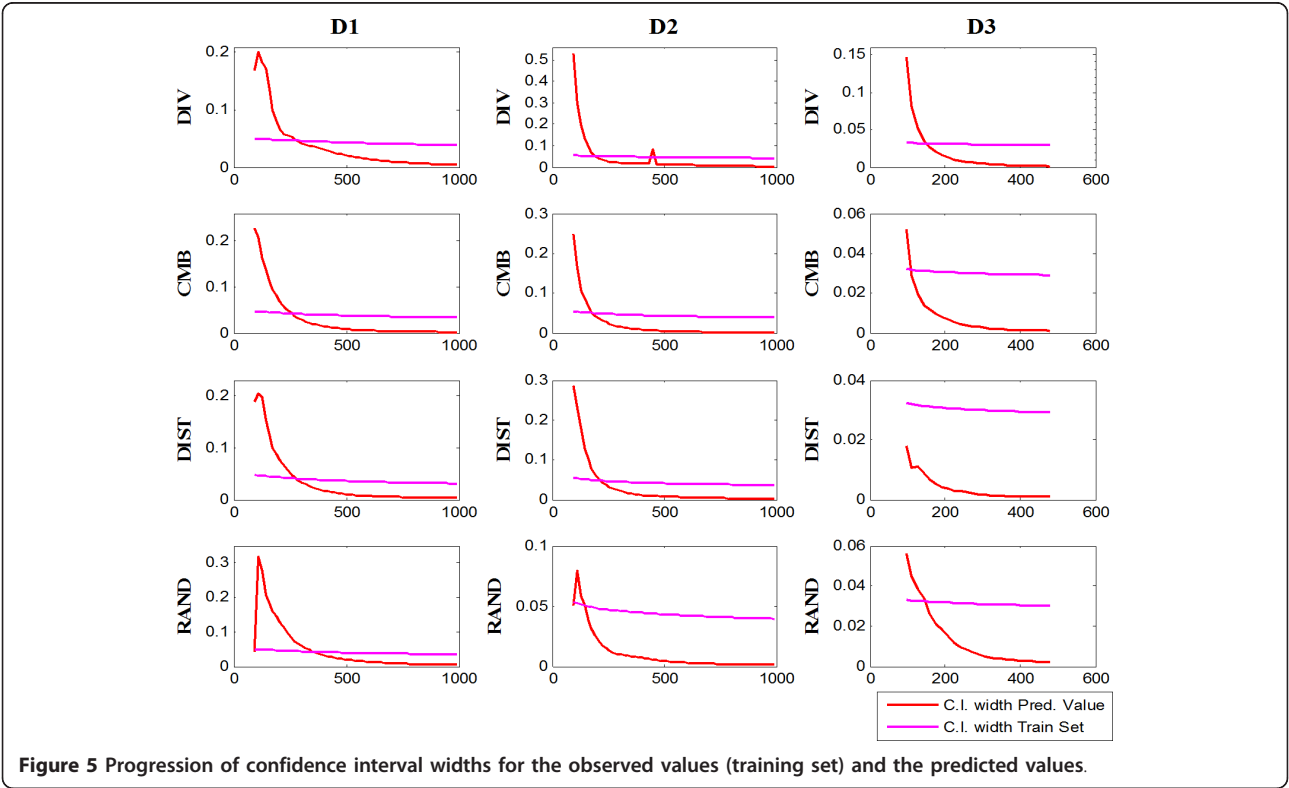 D1 D2 D3
DIV
0.2
0.1
0
0 500 1000
DIV
0.5
0.4
0.3
0.2
0.1
0
0 500 1000
DIV
0.15
0.1
0.05
0
0 200 400 600
CMB
0.2
0.1
0
0 500 1000
CMB
0.3
0.2
0.1
0
0 500 1000
CMB
0.06
0.04
0.02
0
0 200 400 600
DIST
0.2
0.1
0
0 500 1000
DIST
0.3
0.2
0.1
0
0 500 1000
DIST
0.04
0.02
0
0 200 400 600
RAND
0.3
0.2
0.1
0
0 500 1000
RAND
0.1
0.05
0
0 500 1000
RAND
0.06
0.04
0.02
0
0 200 400 600
C.I. width Pred. Value
C.I. width Train Set
Figure 5 Progression of confidence interval widths for the observed values (training set) and the predicted values.